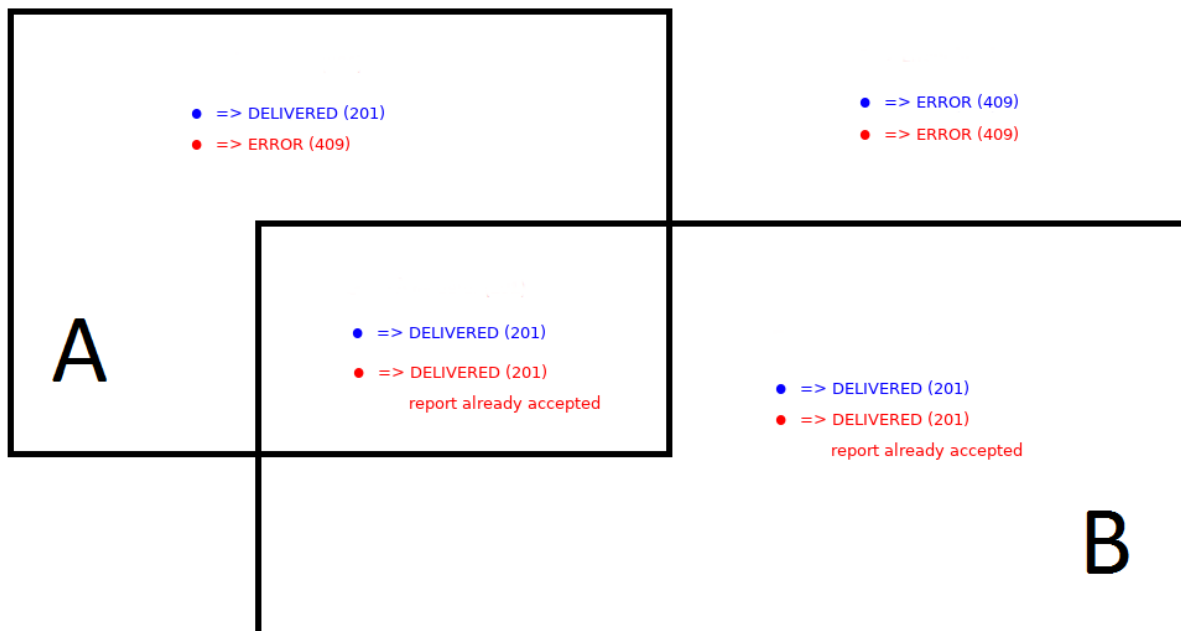 => DELIVERED (201)
=> ERROR (409)
=> ERROR (409)
=> ERROR (409)
A
=> DELIVERED (201)
=> DELIVERED (201)
report already accepted
=> DELIVERED (201)
=> DELIVERED (201)
report already accepted
B